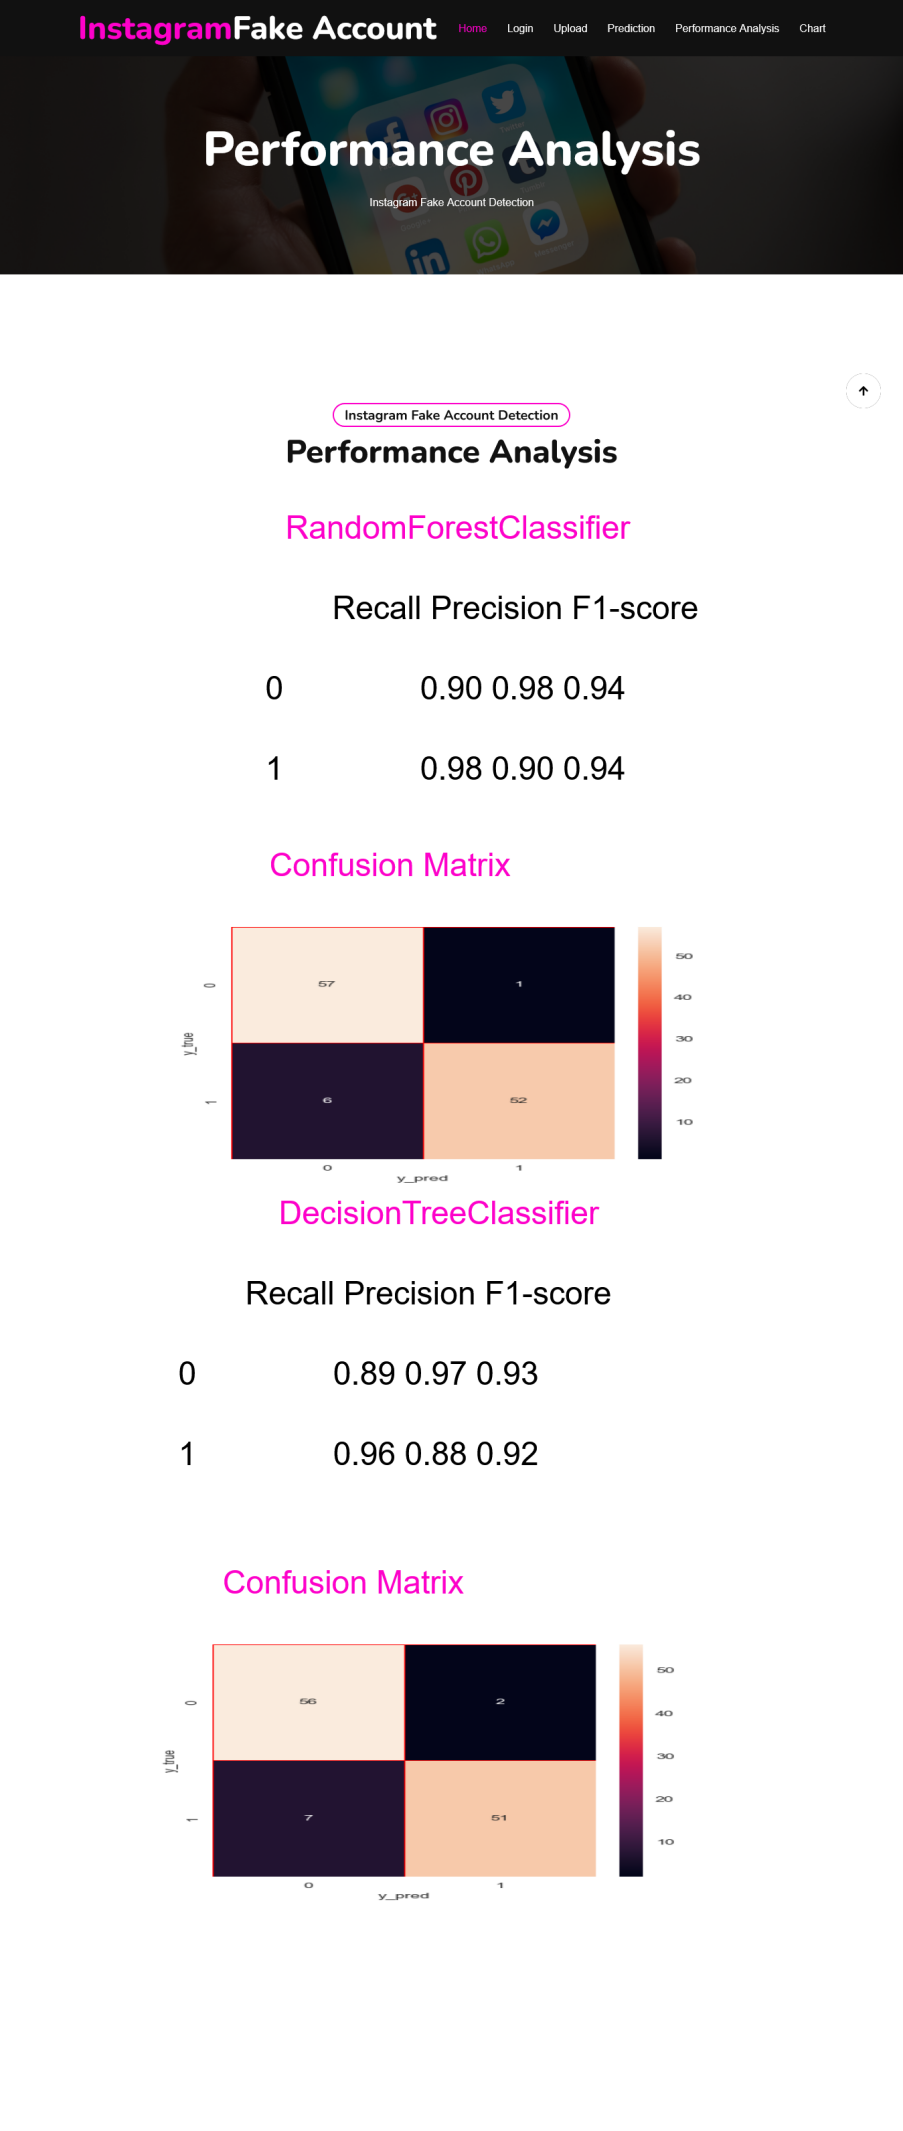 InstagramFake Account Home Login Upload Prediction Performance Analysis Chart
Twitter
Performance Analysis
Instagram Fake Account Detection
Instagram Fake Account Detection
Performance Analysis
RandomForestClassifier
Recall Precision F1-score
0 0.90 0.98 0.94
1 0.98 0.90 0.94
Confusion Matrix
57 1
6 52
0 1
y_true
0 1
y_pred
50
40
30
20
10
DecisionTreeClassifier
Recall Precision F1-score
0 0.89 0.97 0.93
1 0.96 0.88 0.92
Confusion Matrix
56 2
7 51
0 1
y_true
0 1
y_pred
50
40
30
20
10